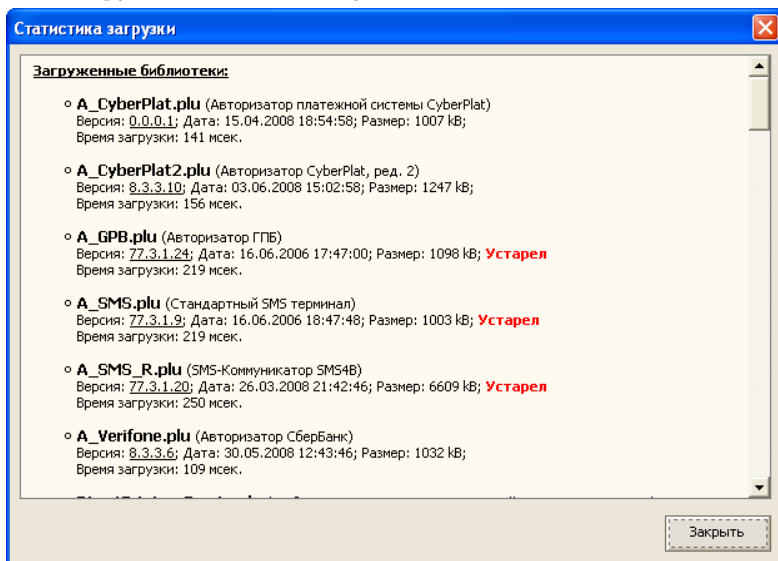 Статистика загрузки
Загруженные библиотеки:
A_CyberPlat.plu (Авторизатор платежной системы CyberPlat)
Версия: 0.0.0.1; Дата: 15.04.2008 18:54:58; Размер: 1007 kB;
Время загрузки: 141 мсек.
A_CyberPlat2.plu (Авторизатор CyberPlat, ред. 2)
Версия: 8.3.3.10; Дата: 03.06.2008 15:02:58; Размер: 1247 kB;
Время загрузки: 156 мсек.
A_GPB.plu (Авторизатор ГПБ)
Версия: 77.3.1.24; Дата: 16.06.2006 17:47:00; Размер: 1098 kB; Устарел
Время загрузки: 219 мсек.
A_SMS.plu (Стандартный SMS терминал)
Версия: 77.3.1.9; Дата: 16.06.2006 18:47:48; Размер: 1003 kB; Устарел
Время загрузки: 219 мсек.
A_SMS_R.plu (SMS-Коммуникатор SMS4B)
Версия: 77.3.1.20; Дата: 26.03.2008 21:42:46; Размер: 6609 kB; Устарел
Время загрузки: 250 мсек.
A_Verifone.plu (Авторизатор СберБанк)
Версия: 8.3.3.6; Дата: 30.05.2008 12:43:46; Размер: 1032 kB;
Время загрузки: 109 мсек.
Закрыть